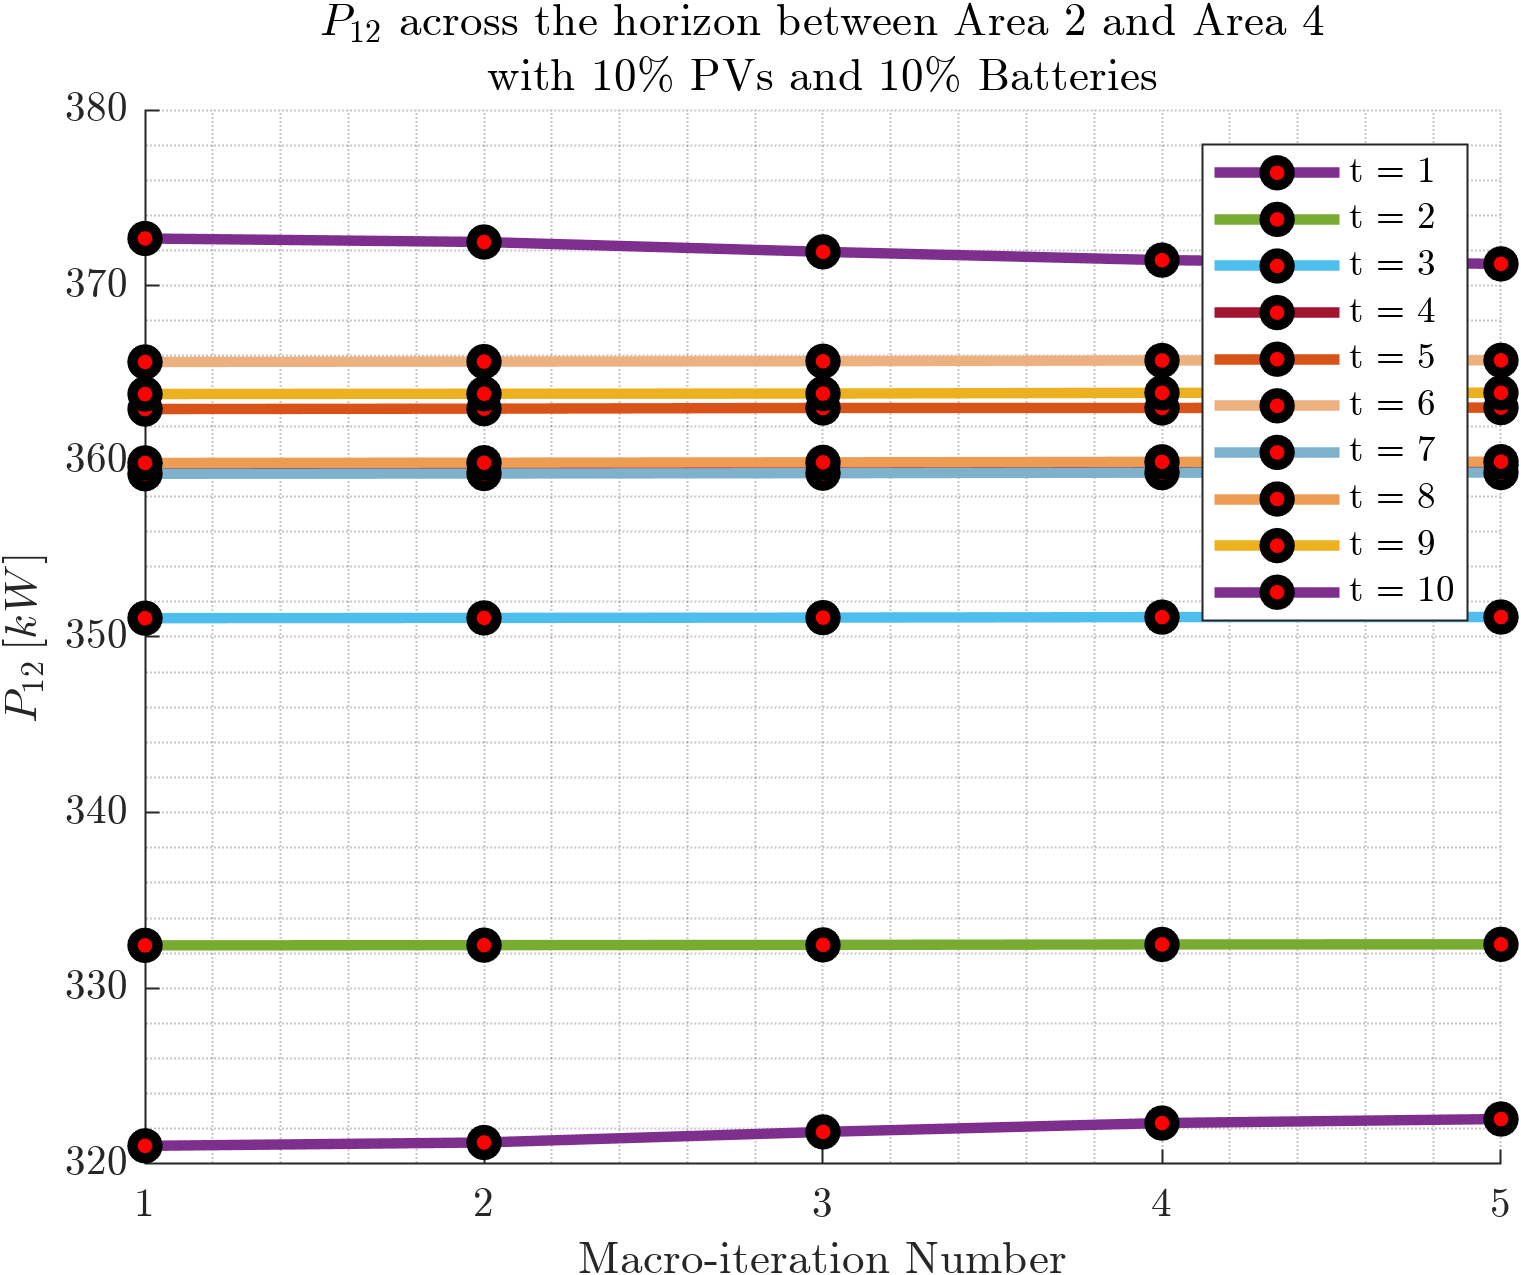 P12 across the horizon between Area 2 and Area 4
with 10% PVs and 10% Batteries
380
370
360
350
340
330
320
P12 [kW]
t = 1
t = 2
t = 3
t = 4
t = 5
t = 6
t = 7
t = 8
t = 9
t = 10
1 2 3 4 5
Macro-iteration Number